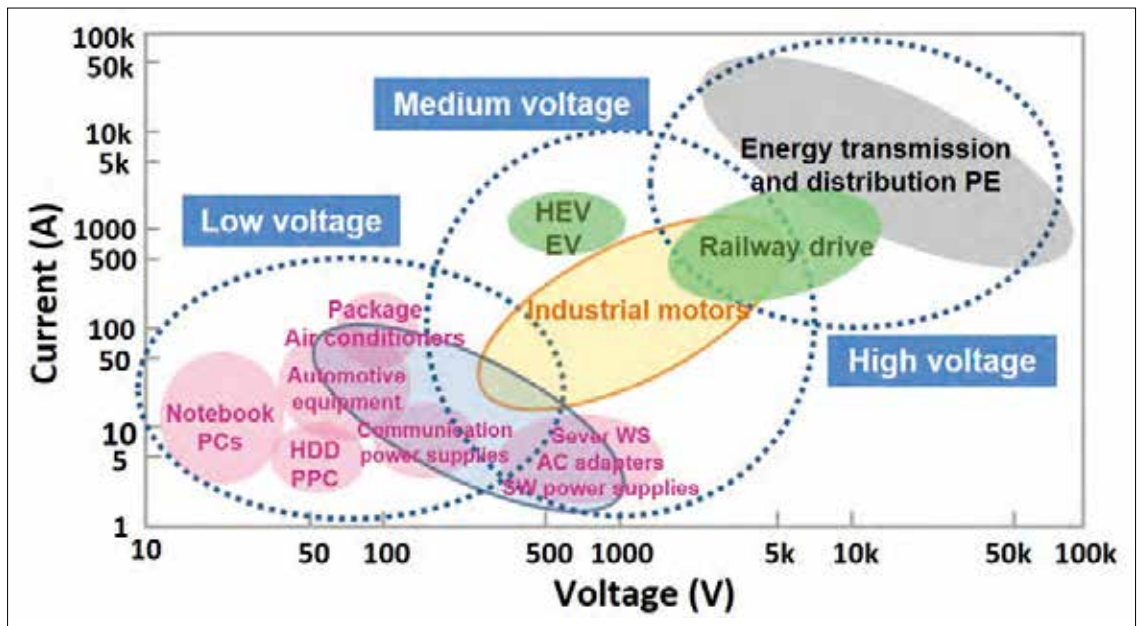 100k
50k
10k
5k
1000
500
100
50
10
5
1
Current (A)
Medium voltage
Low voltage
High voltage
Energy transmission
and distribution PE
HEV
EV
Railway drive
Industrial motors
Package
Air conditioners
Automotive
equipment
Notebook
PCs
HDD
PPC
Communication
power supplies
Sever WS
AC adapters
SW power supplies
10
50
100
500
1000
5k
10k
50k
100k
Voltage (V)